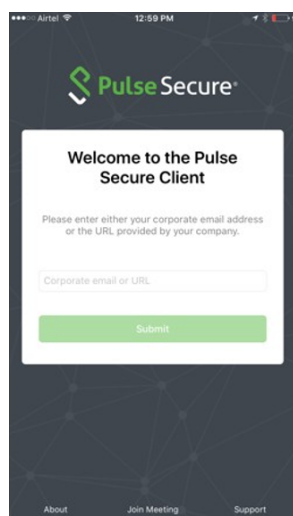 Airtel 12:59 PM
Pulse Secure®
Welcome to the Pulse
Secure Client
Please enter either your corporate email address
or the URL provided by your company.
Corporate email or URL
Submit
About Join Meeting Support